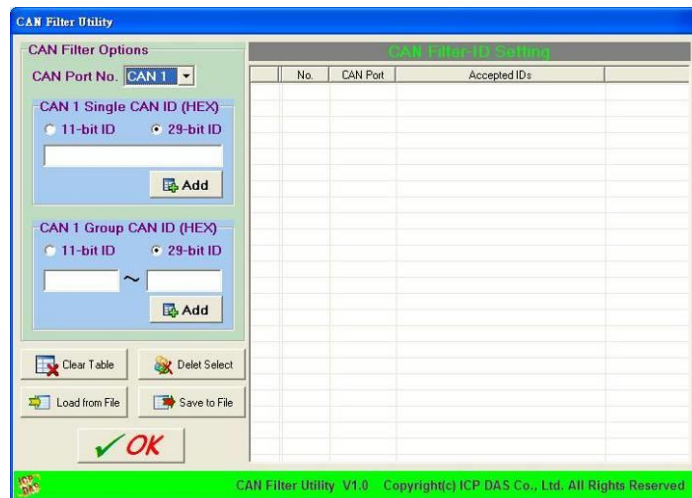 CAN Filter Utility
CAN Filter Options
CAN Port No. CAN 1
CAN 1 Single CAN ID (HEX)
11-bit ID 29-bit ID
Add
CAN 1 Group CAN ID (HEX)
11-bit ID 29-bit ID
~
Add
Clear Table Delet Select
Load from File Save to File
OK
CAN Filter-ID Setting
No. CAN Port Accepted IDs
ICP DAS
CAN Filter Utility V1.0 Copyright(c) ICP DAS Co., Ltd. All Rights Reserved